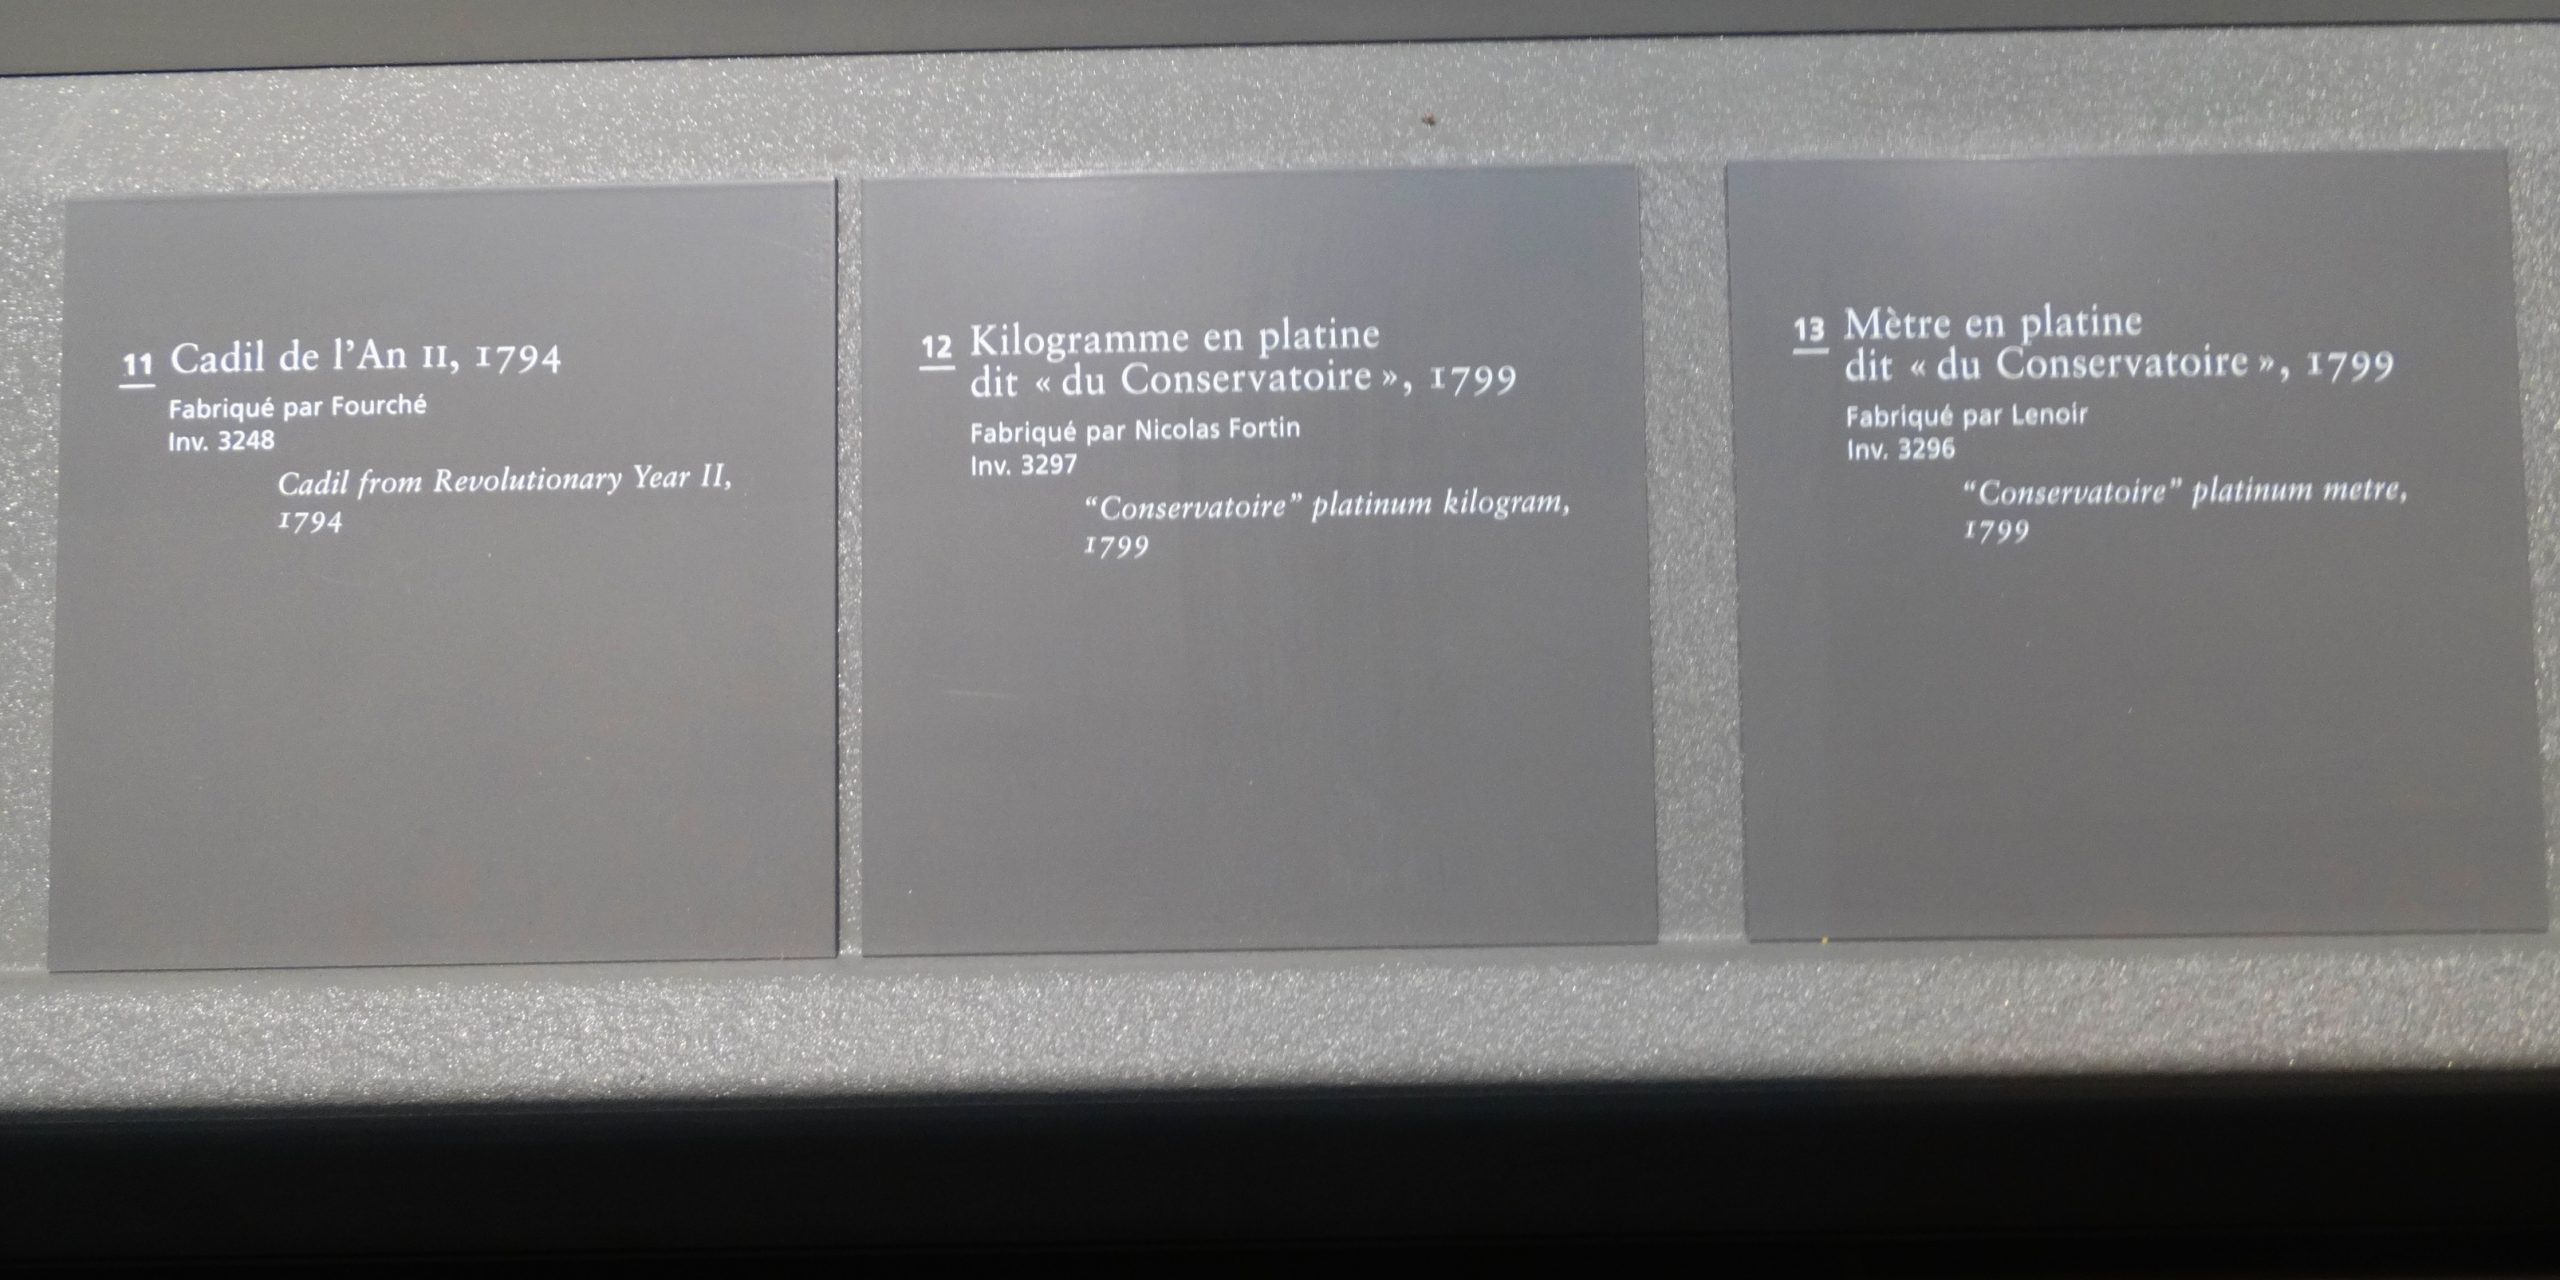 11 Cadil de l'An II, 1794
Fabriqué par Fourché
Inv. 3248
Cadil from Revolutionary Year II,
1794
12 Kilogramme en platine
dit « du Conservatoire », 1799
Fabriqué par Nicolas Fortin
Inv. 3297
“Conservatoire” platinum kilogram,
1799
13 Mètre en platine
dit « du Conservatoire », 1799
Fabriqué par Lenoir
Inv. 3296
“Conservatoire” platinum metre,
1799